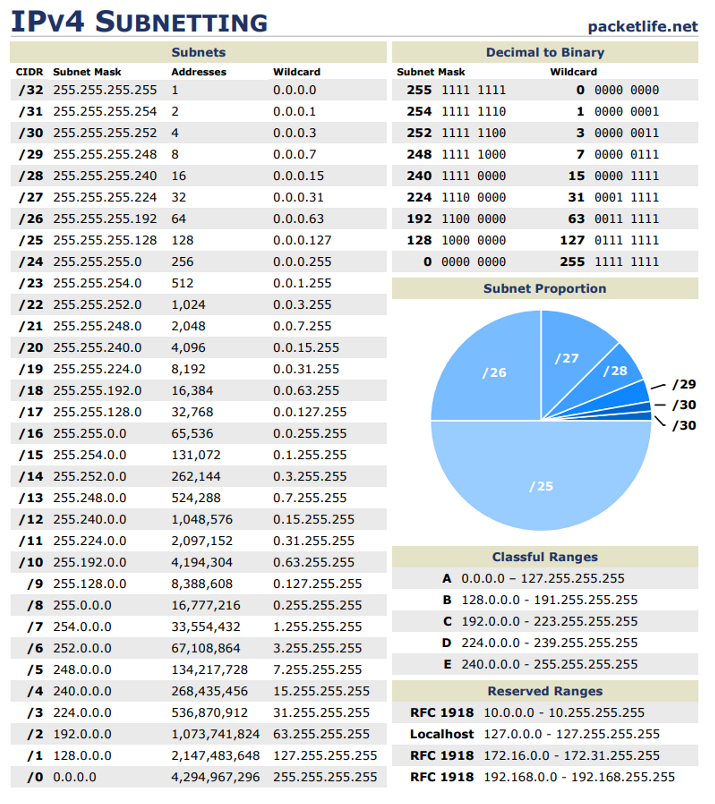 IPv4 SUBNETTING
packetlife.net
Subnets
CIDR Subnet Mask Addresses Wildcard
/32 255.255.255.255 1 0.0.0.0
/31 255.255.255.254 2 0.0.0.1
/30 255.255.255.252 4 0.0.0.3
/29 255.255.255.248 8 0.0.0.7
/28 255.255.255.240 16 0.0.0.15
/27 255.255.255.224 32 0.0.0.31
/26 255.255.255.192 64 0.0.0.63
/25 255.255.255.128 128 0.0.0.127
/24 255.255.255.0 256 0.0.0.255
/23 255.255.254.0 512 0.0.1.255
/22 255.255.252.0 1,024 0.0.3.255
/21 255.255.248.0 2,048 0.0.7.255
/20 255.255.240.0 4,096 0.0.15.255
/19 255.255.224.0 8,192 0.0.31.255
/18 255.255.192.0 16,384 0.0.63.255
/17 255.255.128.0 32,768 0.0.127.255
/16 255.255.0.0 65,536 0.0.255.255
/15 255.254.0.0 131,072 0.1.255.255
/14 255.252.0.0 262,144 0.3.255.255
/13 255.248.0.0 524,288 0.7.255.255
/12 255.240.0.0 1,048,576 0.15.255.255
/11 255.224.0.0 2,097,152 0.31.255.255
/10 255.192.0.0 4,194,304 0.63.255.255
/9 255.128.0.0 8,388,608 0.127.255.255
/8 255.0.0.0 16,777,216 0.255.255.255
/7 254.0.0.0 33,554,432 1.255.255.255
/6 252.0.0.0 67,108,864 3.255.255.255
/5 248.0.0.0 134,217,728 7.255.255.255
/4 240.0.0.0 268,435,456 15.255.255.255
/3 224.0.0.0 536,870,912 31.255.255.255
/2 192.0.0.0 1,073,741,824 63.255.255.255
/1 128.0.0.0 2,147,483,648 127.255.255.255
/0 0.0.0.0 4,294,967,296 255.255.255.255
Decimal to Binary
Subnet Mask Wildcard
255 1111 1111 0 0000 0000
254 1111 1110 1 0000 0001
252 1111 1100 3 0000 0011
248 1111 1000 7 0000 0111
240 1111 0000 15 0000 1111
224 1110 0000 31 0001 1111
192 1100 0000 63 0011 1111
128 1000 0000 127 0111 1111
0 0000 0000 255 1111 1111
Subnet Proportion
/26
/27
/28
/29
/30
/30
/25
Classful Ranges
A 0.0.0.0 – 127.255.255.255
B 128.0.0.0 - 191.255.255.255
C 192.0.0.0 - 223.255.255.255
D 224.0.0.0 - 239.255.255.255
E 240.0.0.0 - 255.255.255.255
Reserved Ranges
RFC 1918 10.0.0.0 - 10.255.255.255
Localhost 127.0.0.0 - 127.255.255.255
RFC 1918 172.16.0.0 - 172.31.255.255
RFC 1918 192.168.0.0 - 192.168.255.255